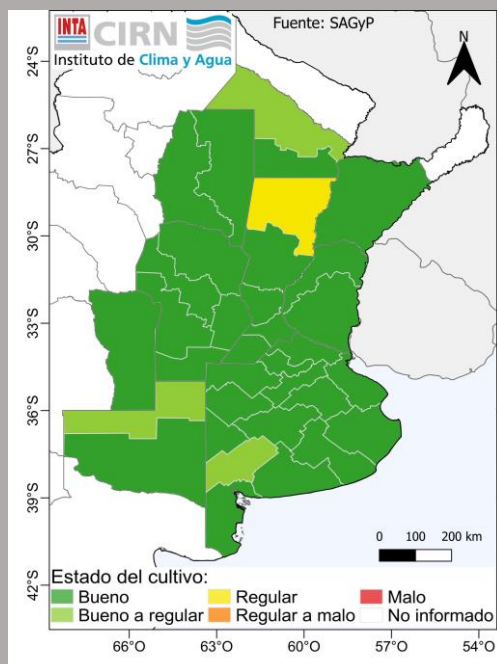 INTA CIRN
Instituto de Clima y Agua
Fuente: SAGyP
N
24°S
27°S
30°S
33°S
36°S
39°S
42°S
0 100 200 km
Estado del cultivo:
Bueno Regular Malo
Bueno a regular Regular a malo No informado
66°O 63°O 60°O 57°O 54°O